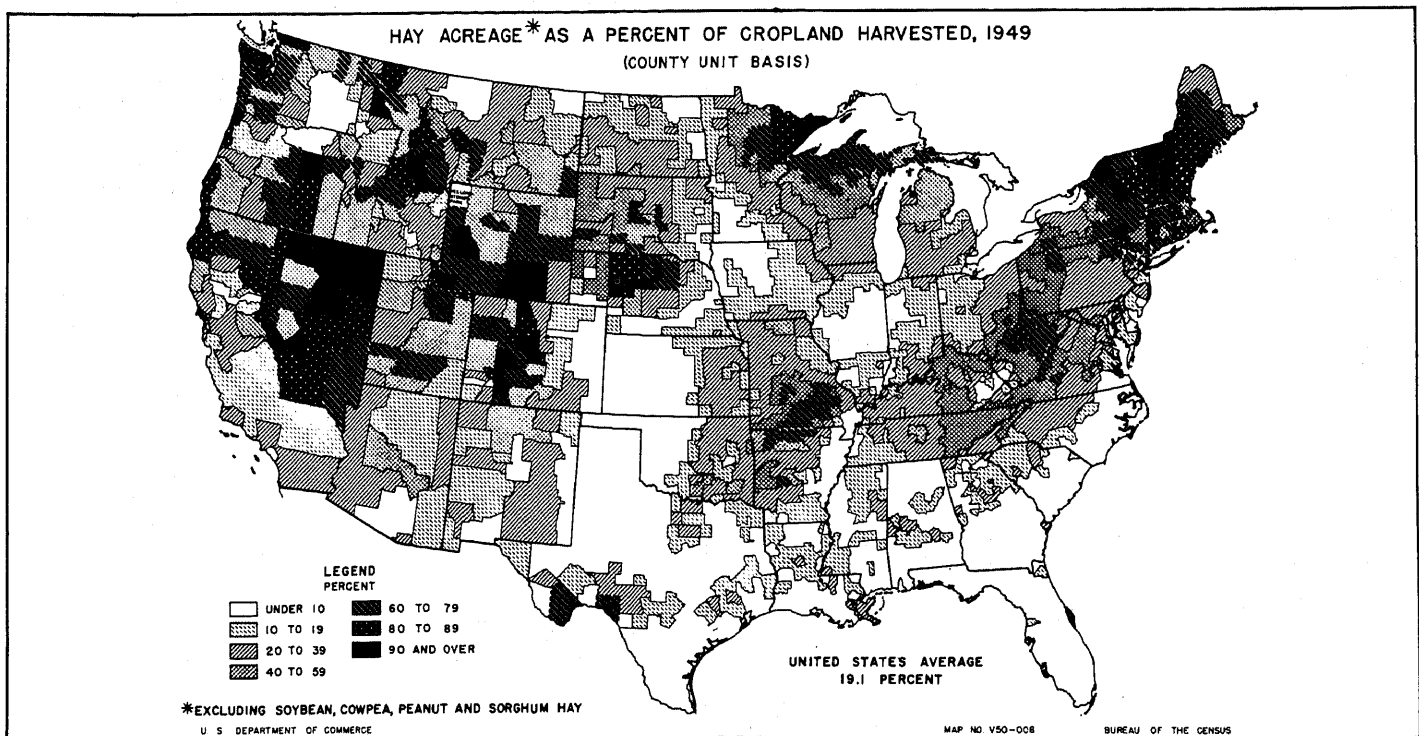 HAY ACREAGE*AS A PERCENT OF CROPLAND HARVESTED, 1949
(COUNTY UNIT BASIS)
LEGEND
PERCENT
UNDER 10
10 TO 19
20 TO 39
40 TO 59
60 TO 79
80 TO 89
90 AND OVER
UNITED STATES AVERAGE
19.1 PERCENT
*EXCLUDING SOYBEAN, COWPEA, PEANUT AND SORGHUM HAY
U S DEPARTMENT OF COMMERCE
MAP NO. V50-008
BUREAU OF THE CENSUS